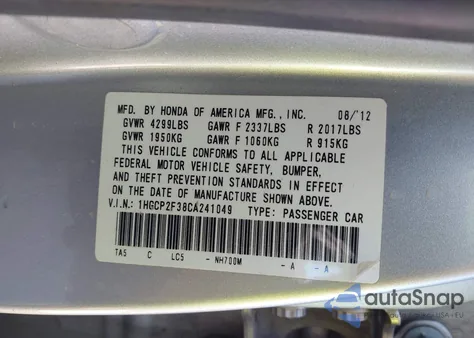 MFD. BY HONDA OF AMERICA MFG., INC. 08/'12
GVWR 4299LBS GAWR F 2337LBS R 2017LBS
GVWR 1950KG GAWR F 1060KG R 915KG
THIS VEHICLE CONFORMS TO ALL APPLICABLE
FEDERAL MOTOR VEHICLE SAFETY, BUMPER,
AND THEFT PREVENTION STANDARDS IN EFFECT
ON THE DATE OF MANUFACTURE SHOWN ABOVE.
V.I.N.: 1HGCP2F38CA241049 TYPE: PASSENGER CAR
TA5 C LC5 - NH700M - A - A
autoSnap